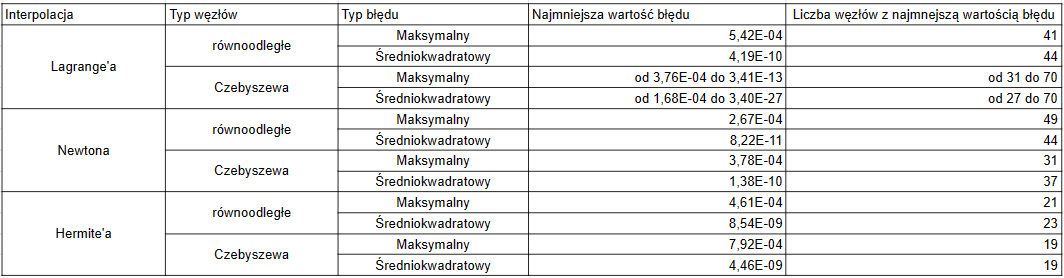 Interpolacja Typ węzłów Typ błędu Najmniejsza wartość błędu Liczba węzłów z najmnejszą wartością błędu
Lagrange'a równoodległe Maksymalny 5,42E-04 41
Średniokwadratowy 4,19E-10 44
Czebyszewa Maksymalny od 3,76E-04 do 3,41E-13 od 31 do 70
Średniokwadratowy od 1,68E-04 do 3,40E-27 od 27 do 70
Newtona równoodległe Maksymalny 2,67E-04 49
Średniokwadratowy 8,22E-11 44
Czebyszewa Maksymalny 3,78E-04 31
Średniokwadratowy 1,38E-10 37
Hermite'a równoodległe Maksymalny 4,61E-04 21
Średniokwadratowy 8,54E-09 23
Czebyszewa Maksymalny 7,92E-04 19
Średniokwadratowy 4,46E-09 19